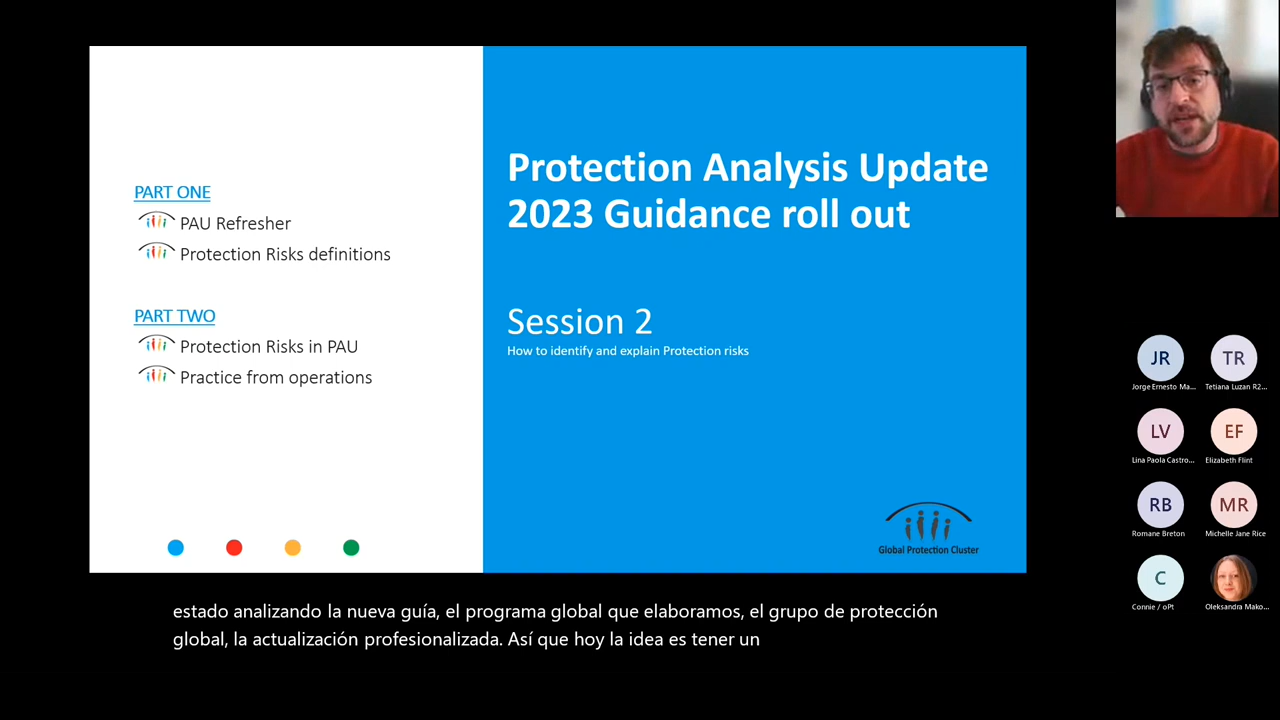 PART ONE
PAU Refresher
Protection Risks definitions
PART TWO
Protection Risks in PAU
Practice from operations
Protection Analysis Update
2023 Guidance roll out
Session 2
How to identify and explain Protection risks
Global Protection Cluster
JR
Jorge Ernesto Ma...
TR
Tetiana Luzan R2...
LV
Lina Paola Castro...
EF
Elizabeth Flint
RB
Romane Breton
MR
Michelle Jane Rice
C
Connie / oPt
Oleksandra Mako...
estado analizando la nueva guía, el programa global que elaboramos, el grupo de protección
global, la actualización profesionalizada. Así que hoy la idea es tener un